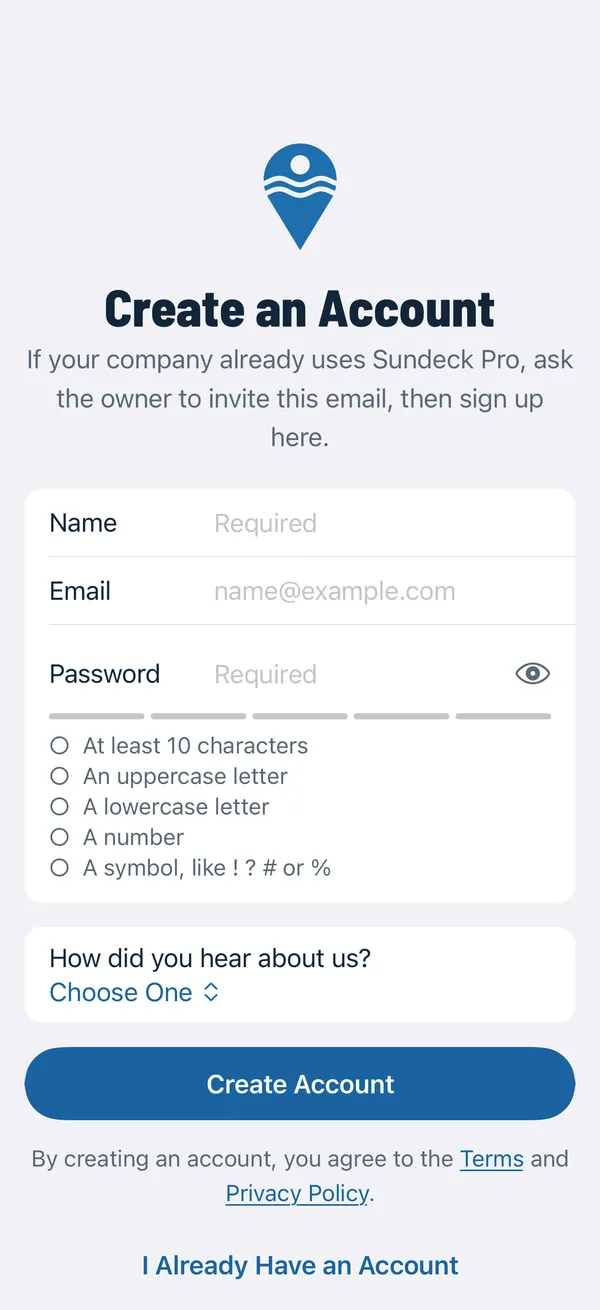 Create an Account
If your company already uses Sundeck Pro, ask
the owner to invite this email, then sign up
here.
Name Required
Email name@example.com
Password Required
At least 10 characters
An uppercase letter
A lowercase letter
A number
A symbol, like ! ? # or %
How did you hear about us?
Choose One
Create Account
By creating an account, you agree to the Terms and
Privacy Policy.
I Already Have an Account